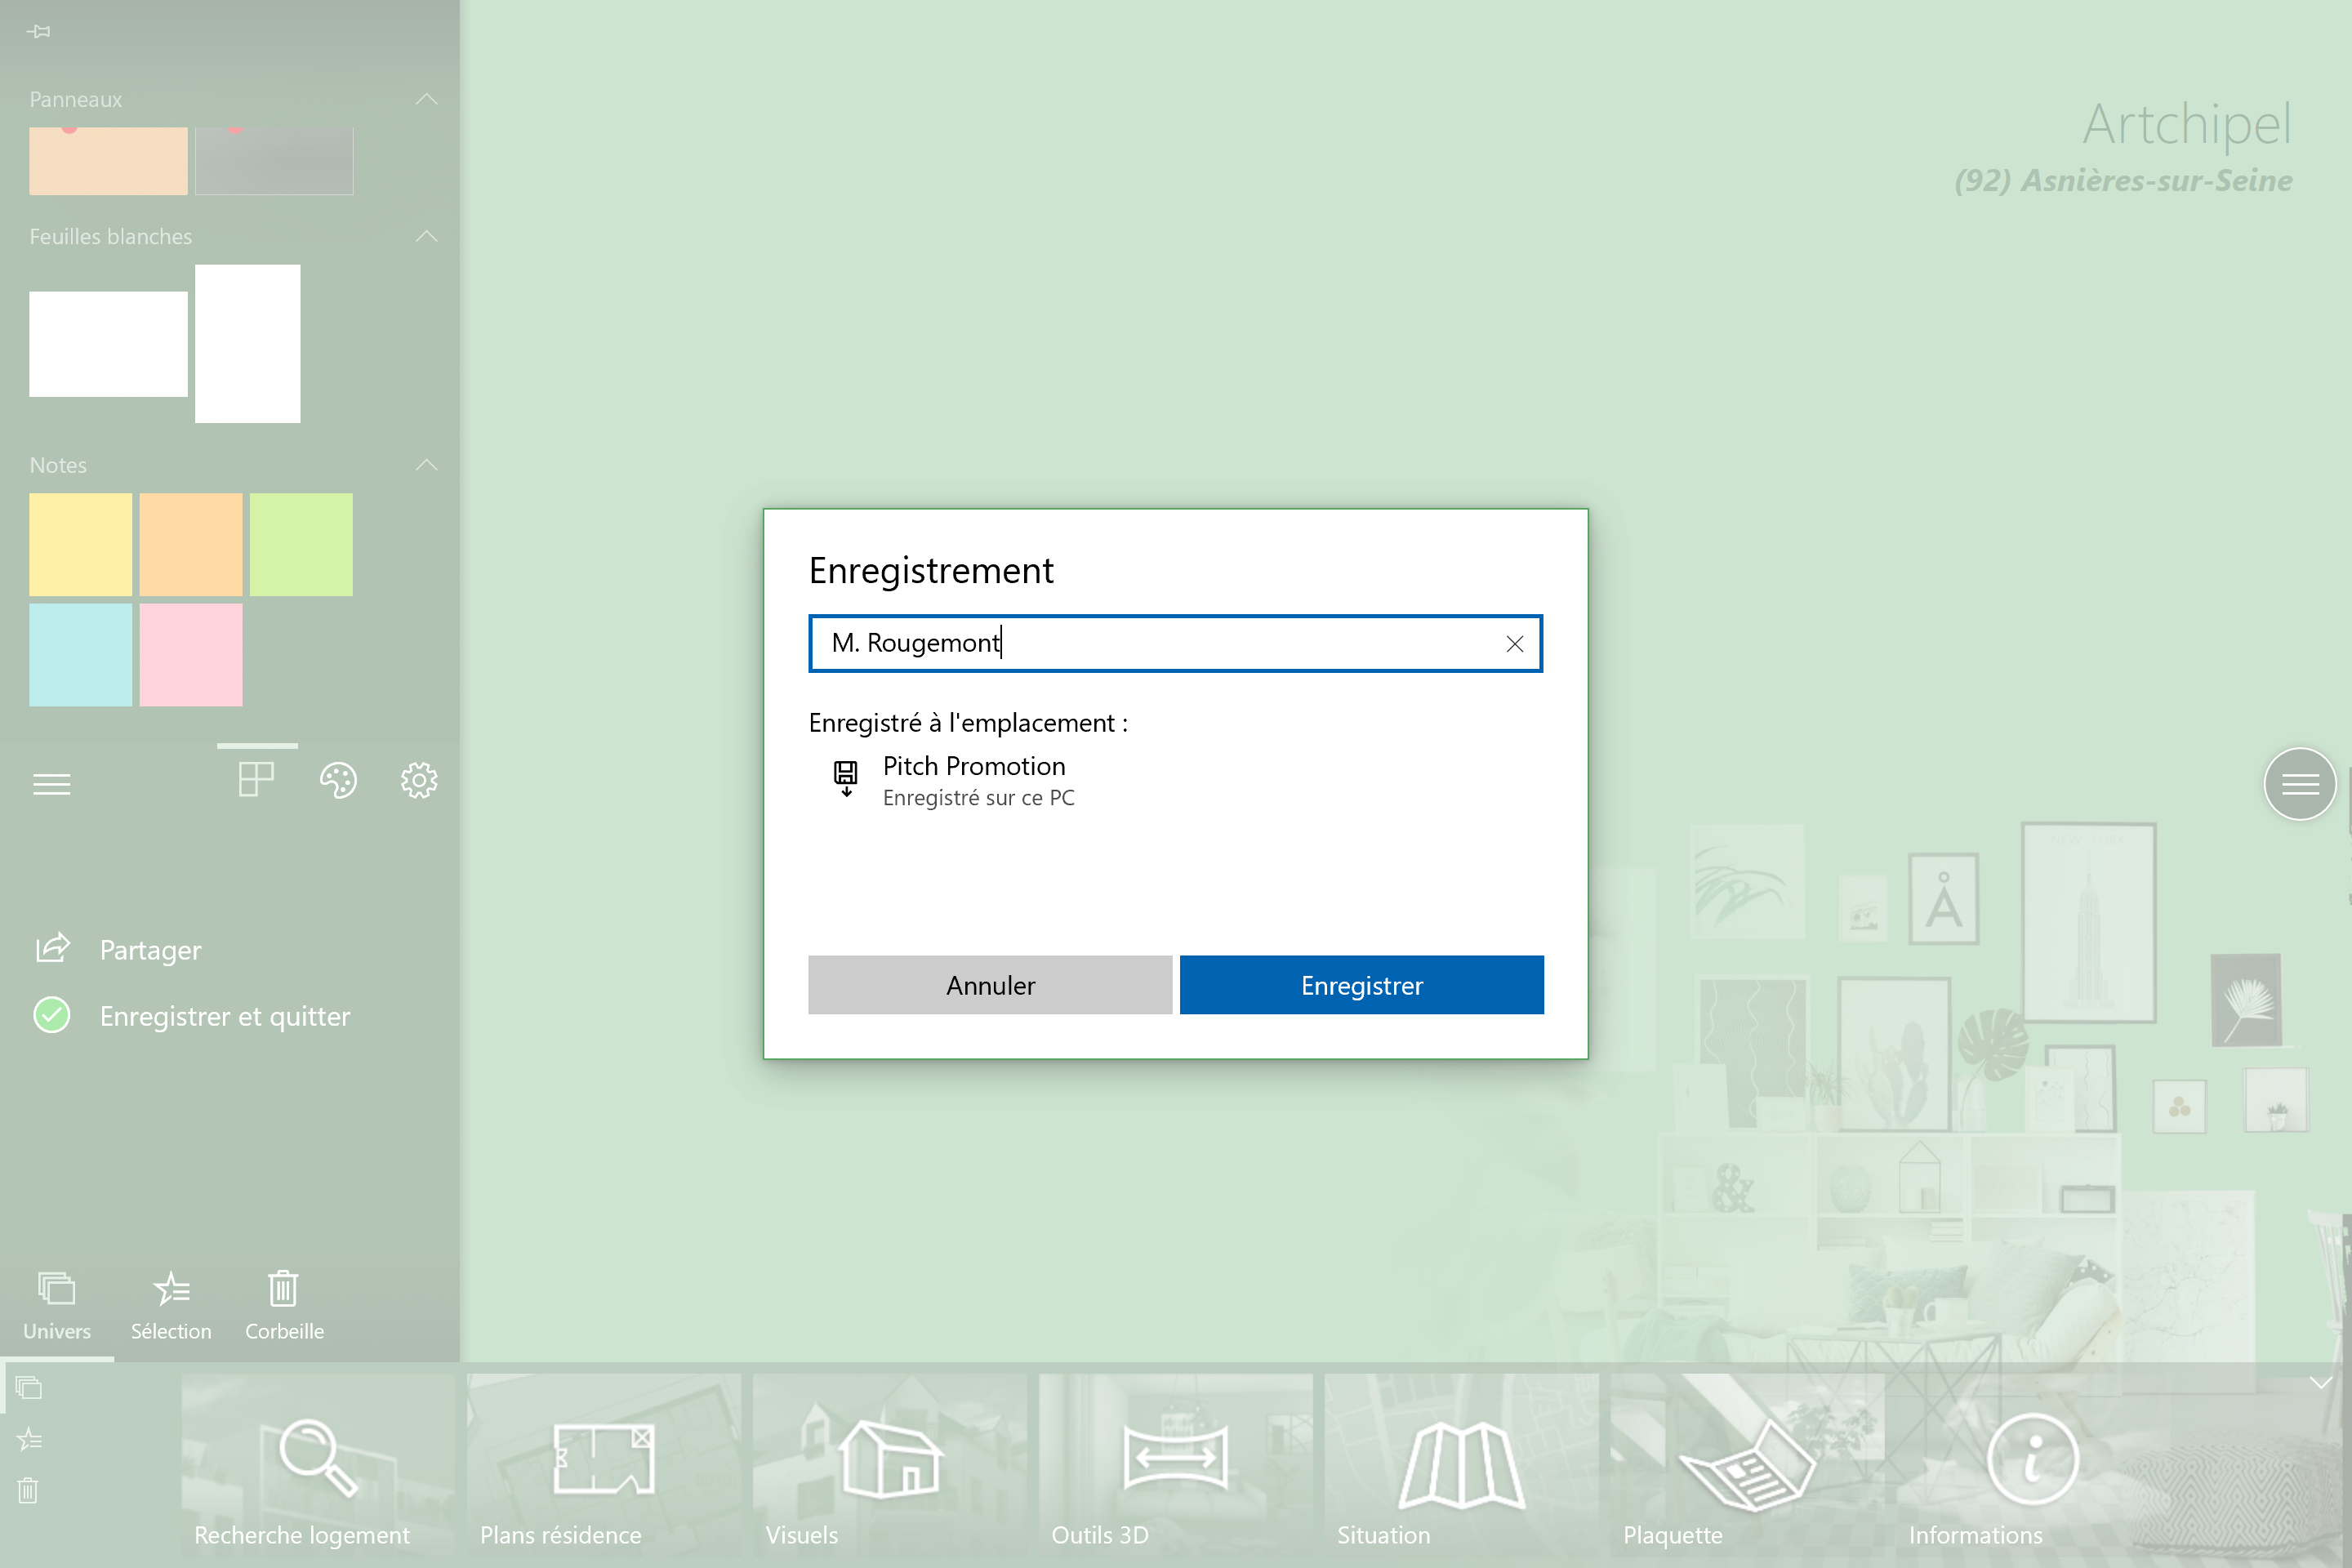 Panneaux
Artchipel
(92) Asnières-sur-Seine
Feuilles blanches
Notes
Enregistrement
M. Rougemont
Enregistré à l'emplacement :
Pitch Promotion
Enregistré sur ce PC
Annuler
Enregistrer
Partager
Enregistrer et quitter
Å
NEW YORK
&
Univers
Sélection
Corbeille
Recherche logement
Plans résidence
Visuels
Outils 3D
Situation
Plaquette
Informations